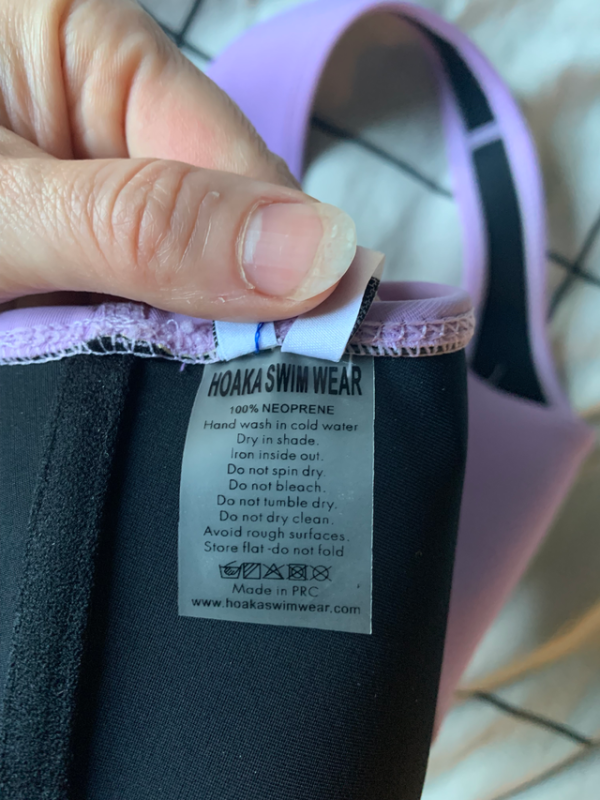 HOAKA SWIM WEAR
100% NEOPRENE
Hand wash in cold water
Dry in shade.
Iron inside out.
Do not spin dry.
Do not bleach.
Do not tumble dry.
Do not dry clean.
Avoid rough surfaces.
Store flat -do not fold
Made in PRC
www.hoakaswimwear.com